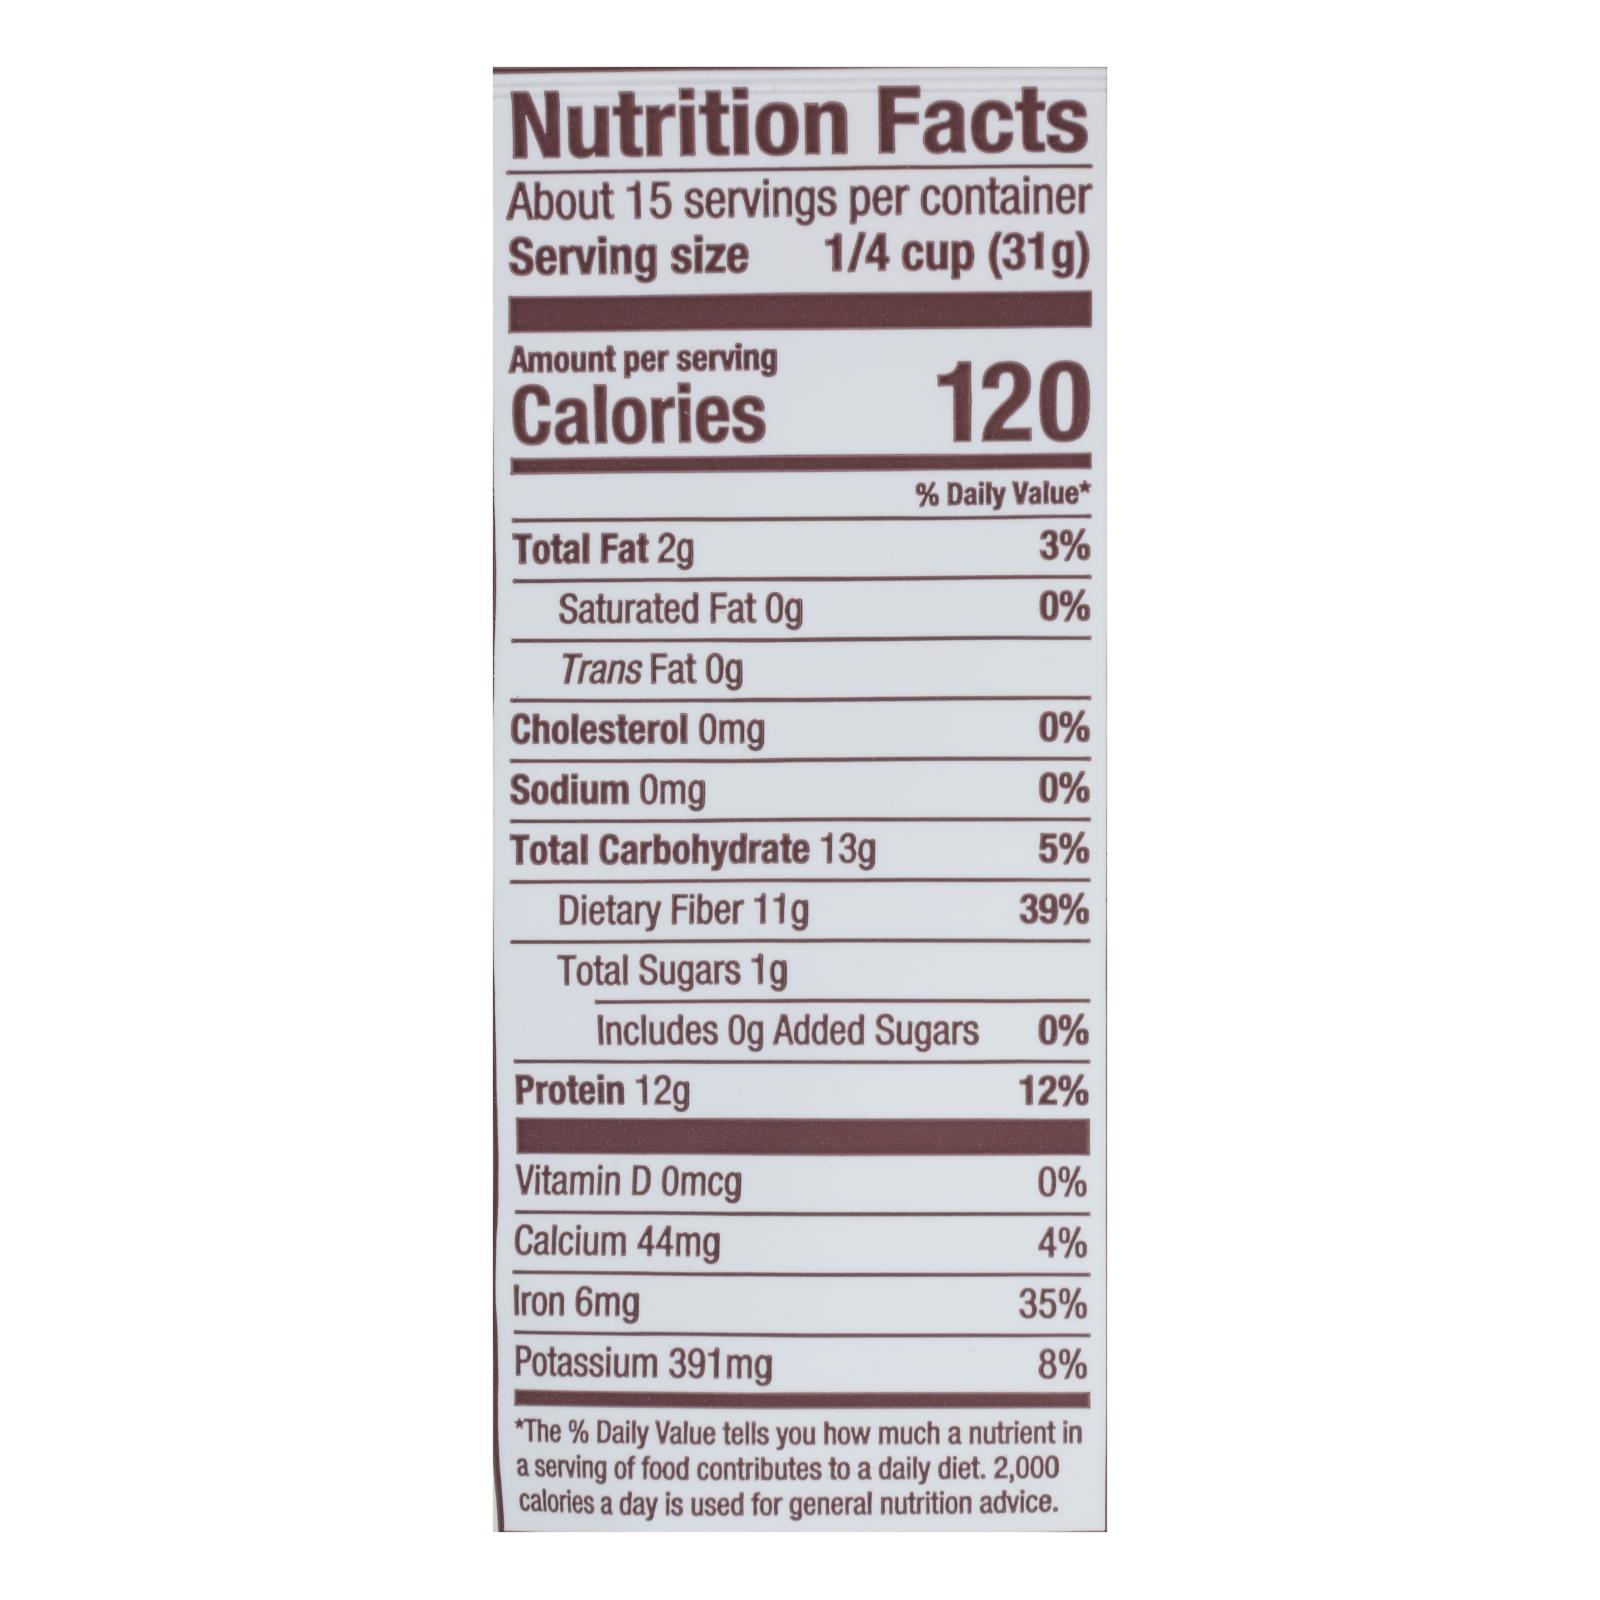 Nutrition Facts
About 15 servings per container
Serving size 1/4 cup (31g)
Amount per serving
Calories 120
% Daily Value*
Total Fat 2g 3%
Saturated Fat 0g 0%
Trans Fat 0g
Cholesterol 0mg 0%
Sodium 0mg 0%
Total Carbohydrate 13g 5%
Dietary Fiber 11g 39%
Total Sugars 1g
Includes 0g Added Sugars 0%
Protein 12g 12%
Vitamin D 0mcg 0%
Calcium 44mg 4%
Iron 6mg 35%
Potassium 391mg 8%
*The % Daily Value tells you how much a nutrient in
a serving of food contributes to a daily diet. 2,000
calories a day is used for general nutrition advice.